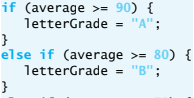 if (average >= 90) {
letterGrade = "A";
}
else if (average >= 80) {
letterGrade = "B";
}